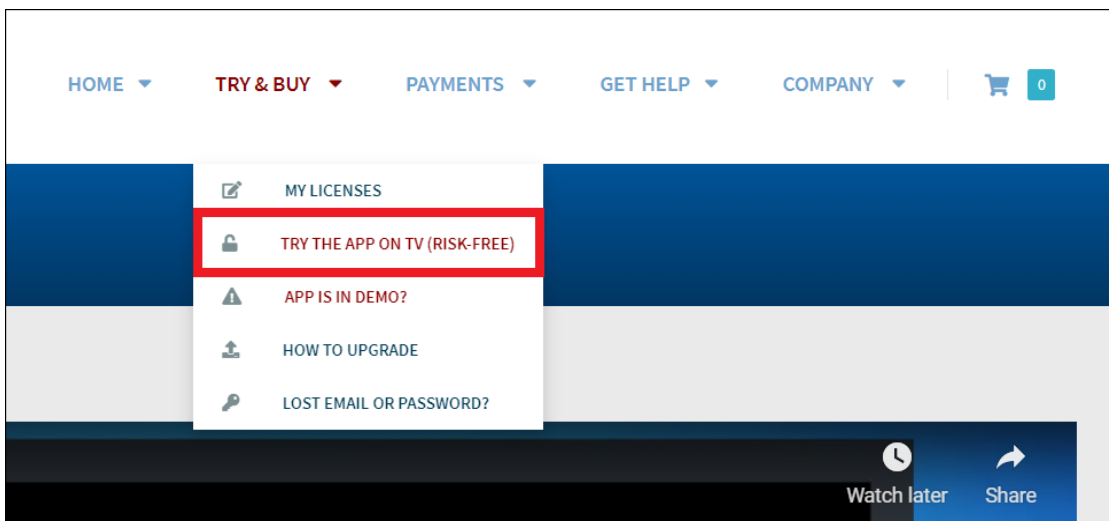 HOME TRY & BUY PAYMENTS GET HELP COMPANY 0
MY LICENSES
TRY THE APP ON TV (RISK-FREE)
APP IS IN DEMO?
HOW TO UPGRADE
LOST EMAIL OR PASSWORD?
Watch later Share